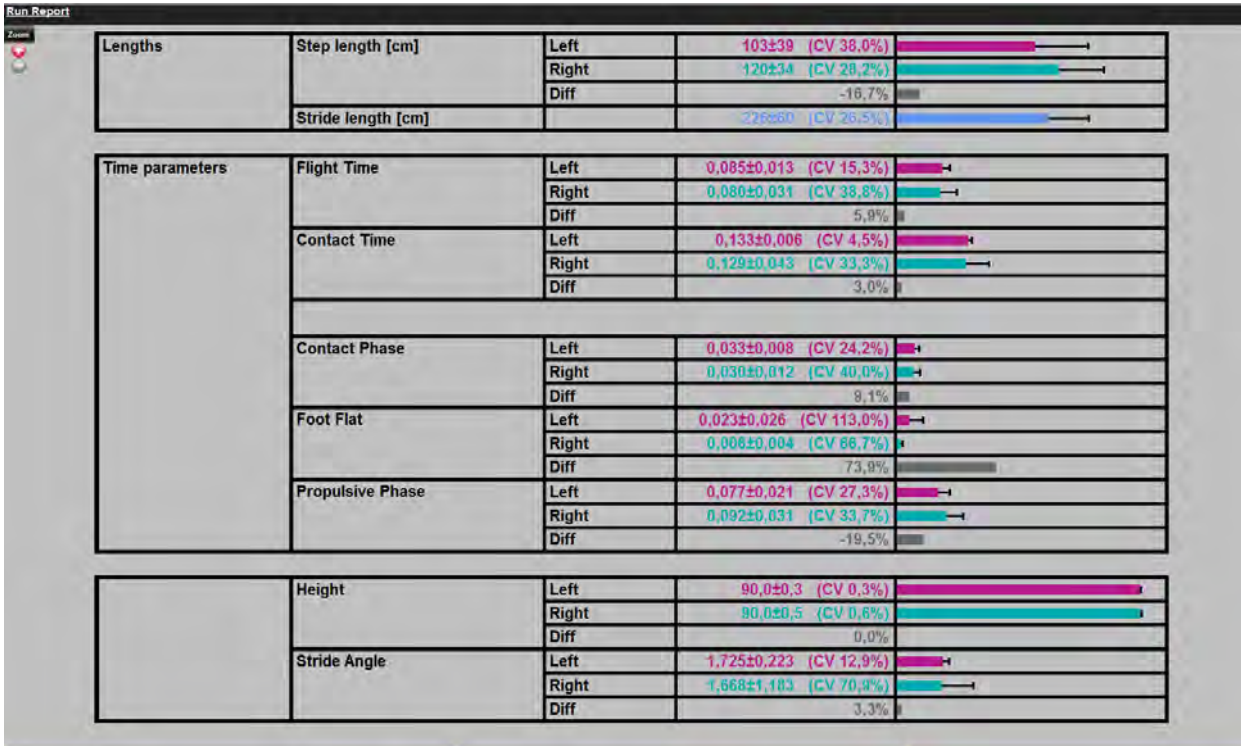 Run Report
Zoom
Lengths Step length [cm] Left 103±39 (CV 38,0%)
Right 120±34 (CV 28,2%)
Diff -16,7%
Stride length [cm] 226±60 (CV 26,5%)
Time parameters Flight Time Left 0,085±0,013 (CV 15,3%)
Right 0,080±0,031 (CV 38,8%)
Diff 5,9%
Contact Time Left 0,133±0,006 (CV 4,5%)
Right 0,129±0,043 (CV 33,3%)
Diff 3,0%
Contact Phase Left 0,033±0,008 (CV 24,2%)
Right 0,030±0,012 (CV 40,0%)
Diff 9,1%
Foot Flat Left 0,023±0,026 (CV 113,0%)
Right 0,006±0,004 (CV 66,7%)
Diff 73,9%
Propulsive Phase Left 0,077±0,021 (CV 27,3%)
Right 0,092±0,031 (CV 33,7%)
Diff -19,5%
Height Left 90,0±0,3 (CV 0,3%)
Right 90,0±0,5 (CV 0,6%)
Diff 0,0%
Stride Angle Left 1,725±0,223 (CV 12,9%)
Right 1,668±1,183 (CV 70,9%)
Diff 3,3%